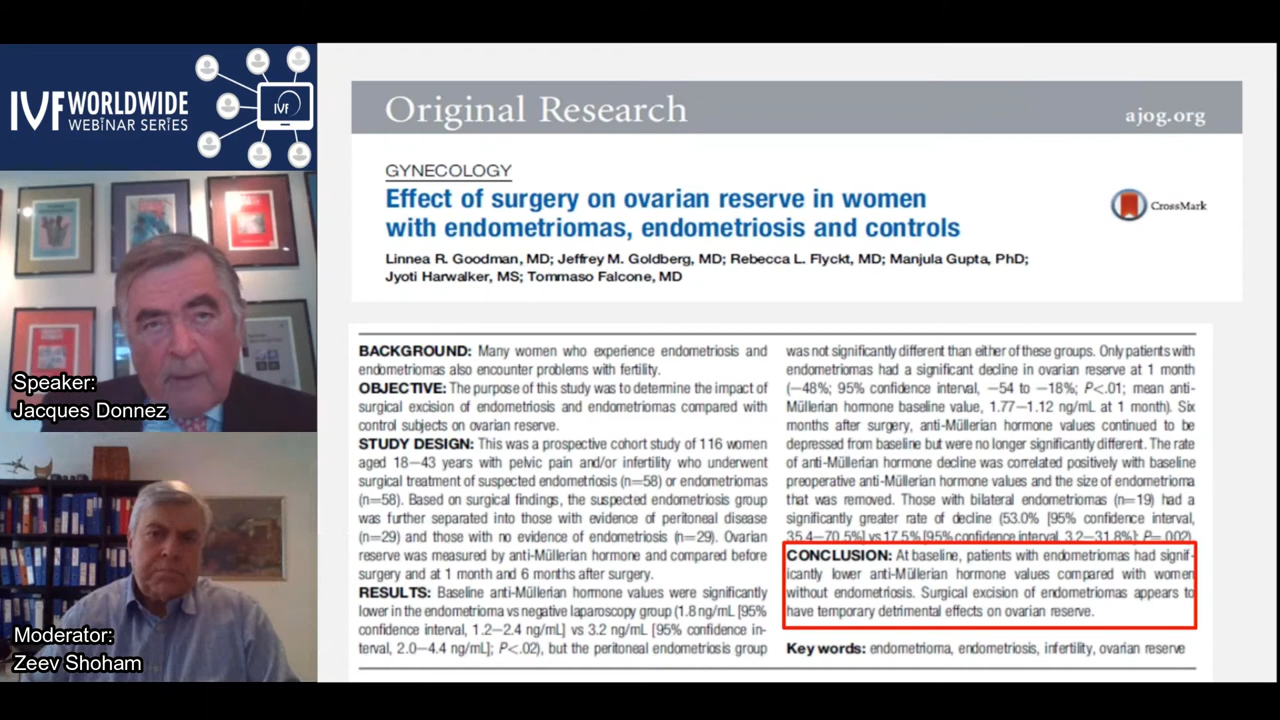 IVF WORLDWIDE
WEBINAR SERIES
IVF
Speaker:
Jacques Donnez
Moderator:
Zeev Shoham
Original Research
ajog.org
GYNECOLOGY
Effect of surgery on ovarian reserve in women
with endometriomas, endometriosis and controls
CrossMark
Linnea R. Goodman, MD; Jeffrey M. Goldberg, MD; Rebecca L. Flyckt, MD; Manjula Gupta, PhD;
Jyoti Harwalker, MS; Tommaso Falcone, MD
BACKGROUND: Many women who experience endometriosis and
endometriomas also encounter problems with fertility.
OBJECTIVE: The purpose of this study was to determine the impact of
surgical excision of endometriosis and endometriomas compared with
control subjects on ovarian reserve.
STUDY DESIGN: This was a prospective cohort study of 116 women
aged 18–43 years with pelvic pain and/or infertility who underwent
surgical treatment of suspected endometriosis (n=58) or endometriomas
(n=58). Based on surgical findings, the suspected endometriosis group
was further separated into those with evidence of peritoneal disease
(n=29) and those with no evidence of endometriosis (n=29). Ovarian
reserve was measured by anti-Müllerian hormone and compared before
surgery and at 1 month and 6 months after surgery.
RESULTS: Baseline anti-Müllerian hormone values were significantly
lower in the endometrioma vs negative laparoscopy group (1.8 ng/mL [95%
confidence interval, 1.2–2.4 ng/mL] vs 3.2 ng/mL [95% confidence in-
terval, 2.0–4.4 ng/mL]; P<.02), but the peritoneal endometriosis group
was not significantly different than either of these groups. Only patients with
endometriomas had a significant decline in ovarian reserve at 1 month
(–48%; 95% confidence interval, –54 to –18%; P<.01; mean anti-
Müllerian hormone baseline value, 1.77–1.12 ng/mL at 1 month). Six
months after surgery, anti-Müllerian hormone values continued to be
depressed from baseline but were no longer significantly different. The rate
of anti-Müllerian hormone decline was correlated positively with baseline
preoperative anti-Müllerian hormone values and the size of endometrioma
that was removed. Those with bilateral endometriomas (n=19) had a
significantly greater rate of decline (53.0% [95% confidence interval,
35.4–70.5%] vs 17.5% [95% confidence interval, 3.2–31.8%]; P=.002).
CONCLUSION: At baseline, patients with endometriomas had signif-
icantly lower anti-Müllerian hormone values compared with women
without endometriosis. Surgical excision of endometriomas appears to
have temporary detrimental effects on ovarian reserve.
Key words: endometrioma, endometriosis, infertility, ovarian reserve